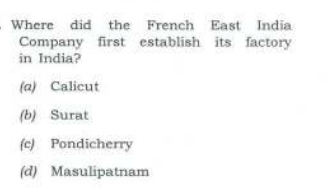 . Where did the French East India
Company first establish its factory
in India?
(a) Calicut
(b) Surat
(c) Pondicherry
(d) Masulipatnam